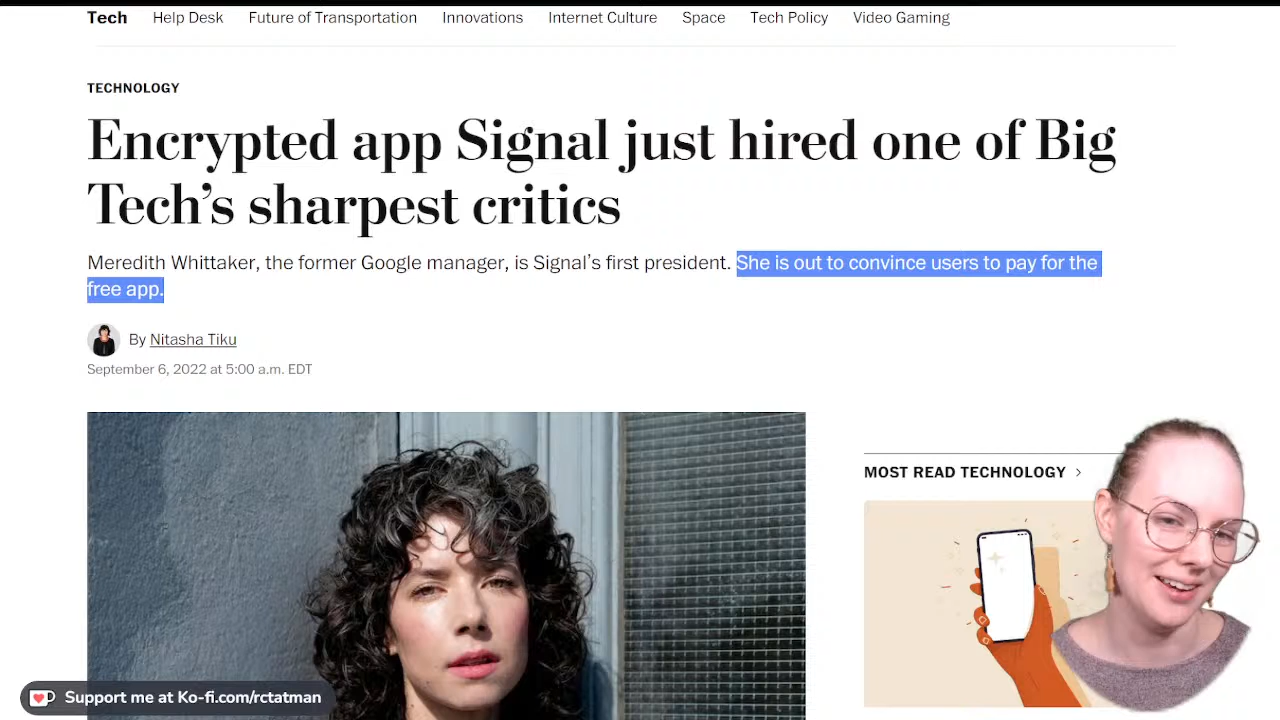 Tech Help Desk Future of Transportation Innovations Internet Culture Space Tech Policy Video Gaming
TECHNOLOGY
Encrypted app Signal just hired one of Big
Tech’s sharpest critics
Meredith Whittaker, the former Google manager, is Signal’s first president. She is out to convince users to pay for the
free app.
By Nitasha Tiku
September 6, 2022 at 5:00 a.m. EDT
MOST READ TECHNOLOGY >
Support me at Ko-fi.com/rctatman